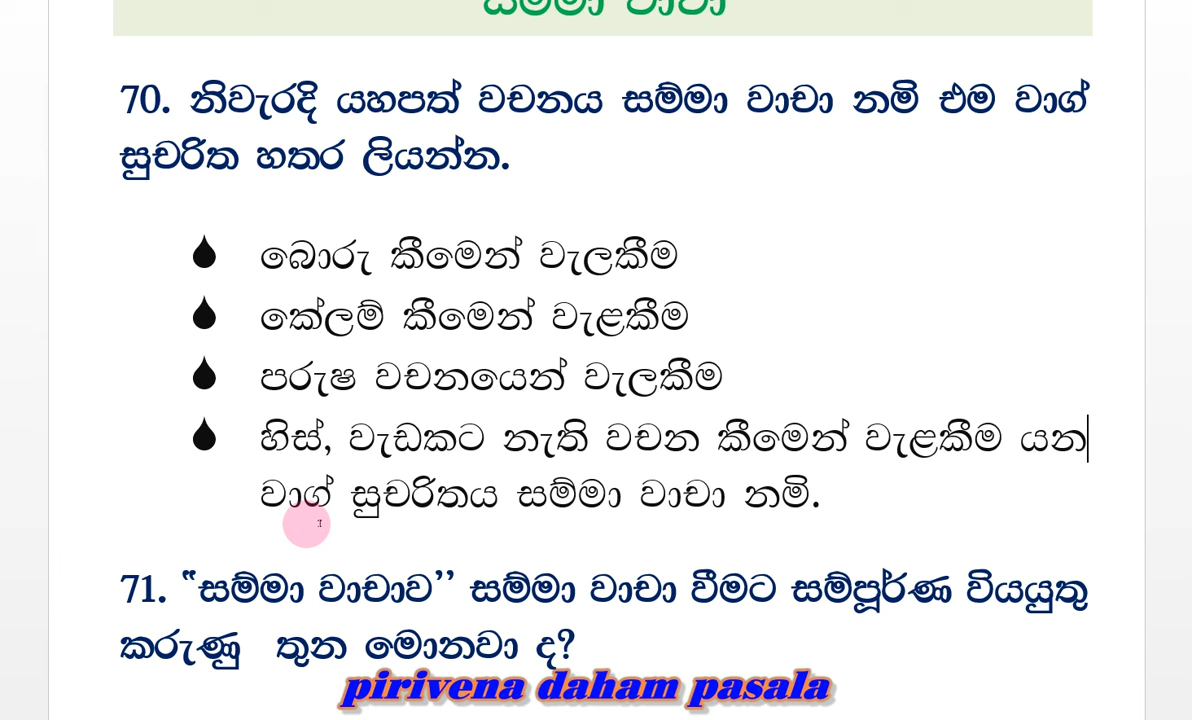 සම්මා වාචා
70. නිවැරදි යහපත් වචනය සම්මා වාචා නමි එම වාග්
සුචරිත හතර ලියන්න.
බොරු කීමෙන් වැලකීම
කේලම් කීමෙන් වැළකීම
පරුෂ වචනයෙන් වැලකීම
හිස්, වැඩකට නැති වචන කීමෙන් වැළකීම යන
වාග් සුචරිතය සම්මා වාචා නමි.
71. “සම්මා වාචාව’’ සම්මා වාචා වීමට සම්පූර්ණ වියයුතු
කරුණු තුන මොනවා ද?
pirivena daham pasala